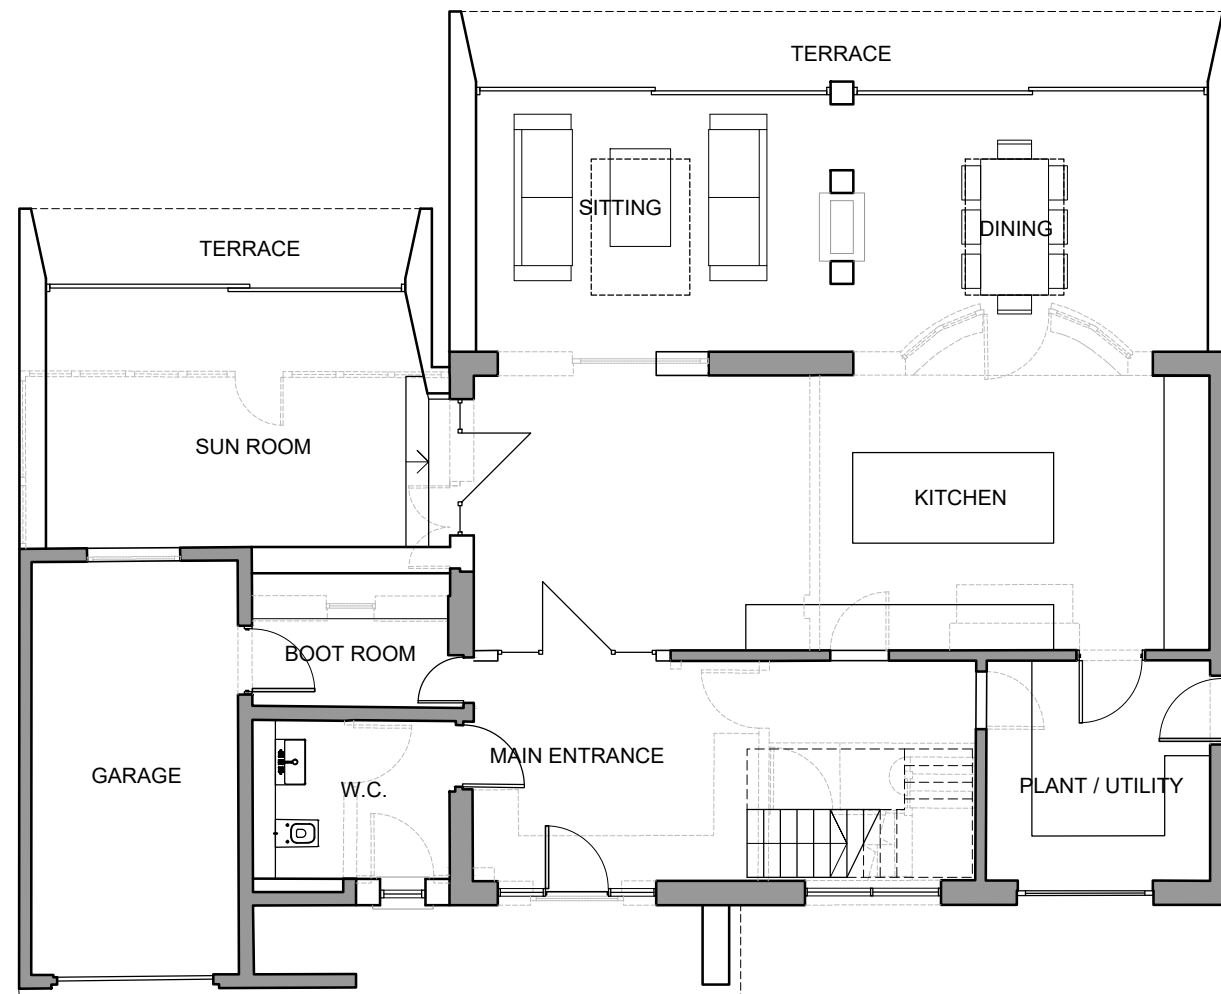 TERRACE
SITTING
DINING
TERRACE
SUN ROOM
KITCHEN
BOOT ROOM
MAIN ENTRANCE
GARAGE
W.C.
PLANT / UTILITY